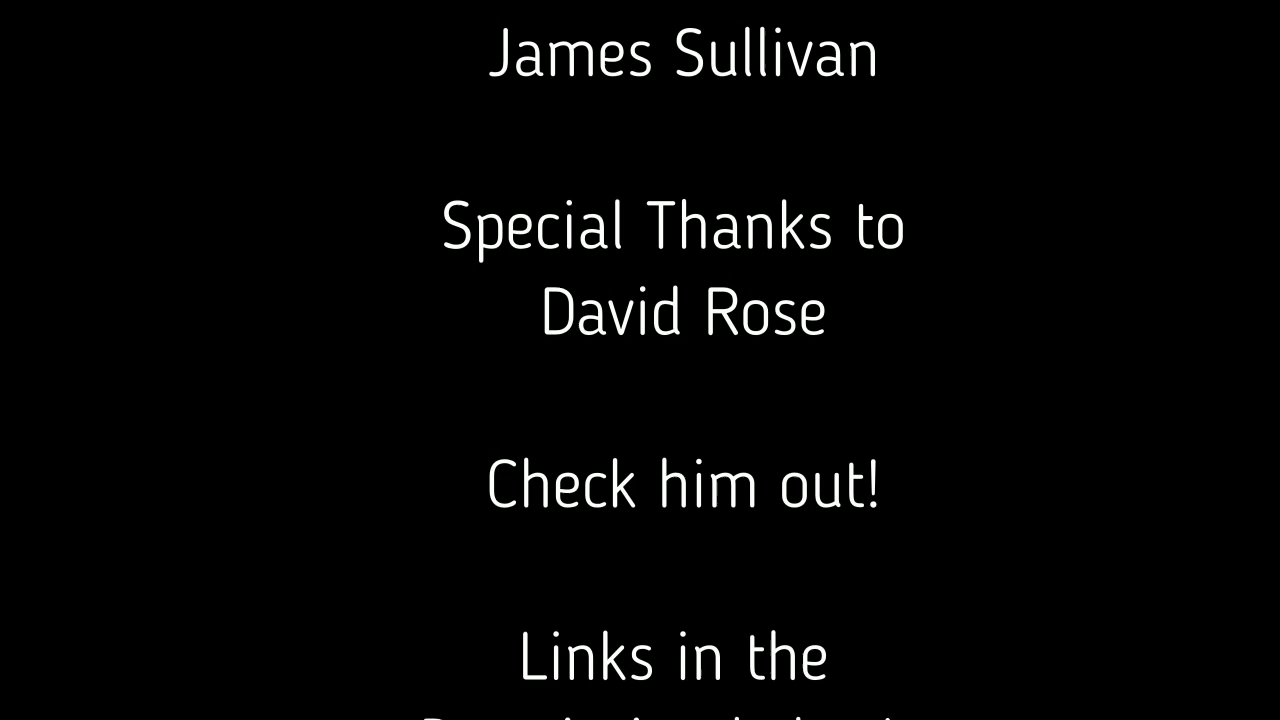 James Sullivan
Special Thanks to
David Rose
Check him out!
Links in the